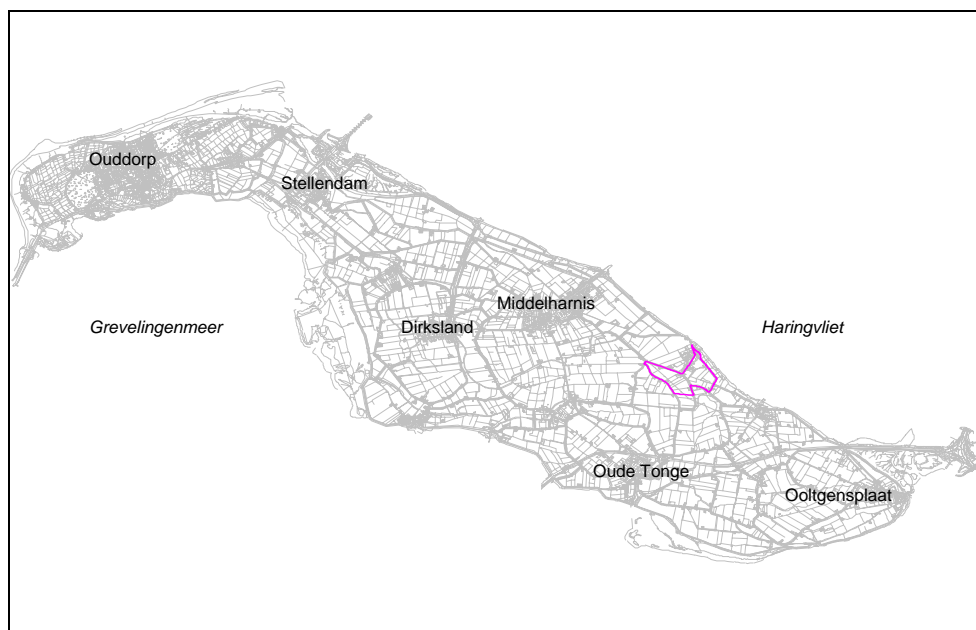 Ouddorp
Stellendam
Middelharnis
Grevelingenmeer
Dirksland
Haringvliet
Oude Tonge
Ooltgensplaat